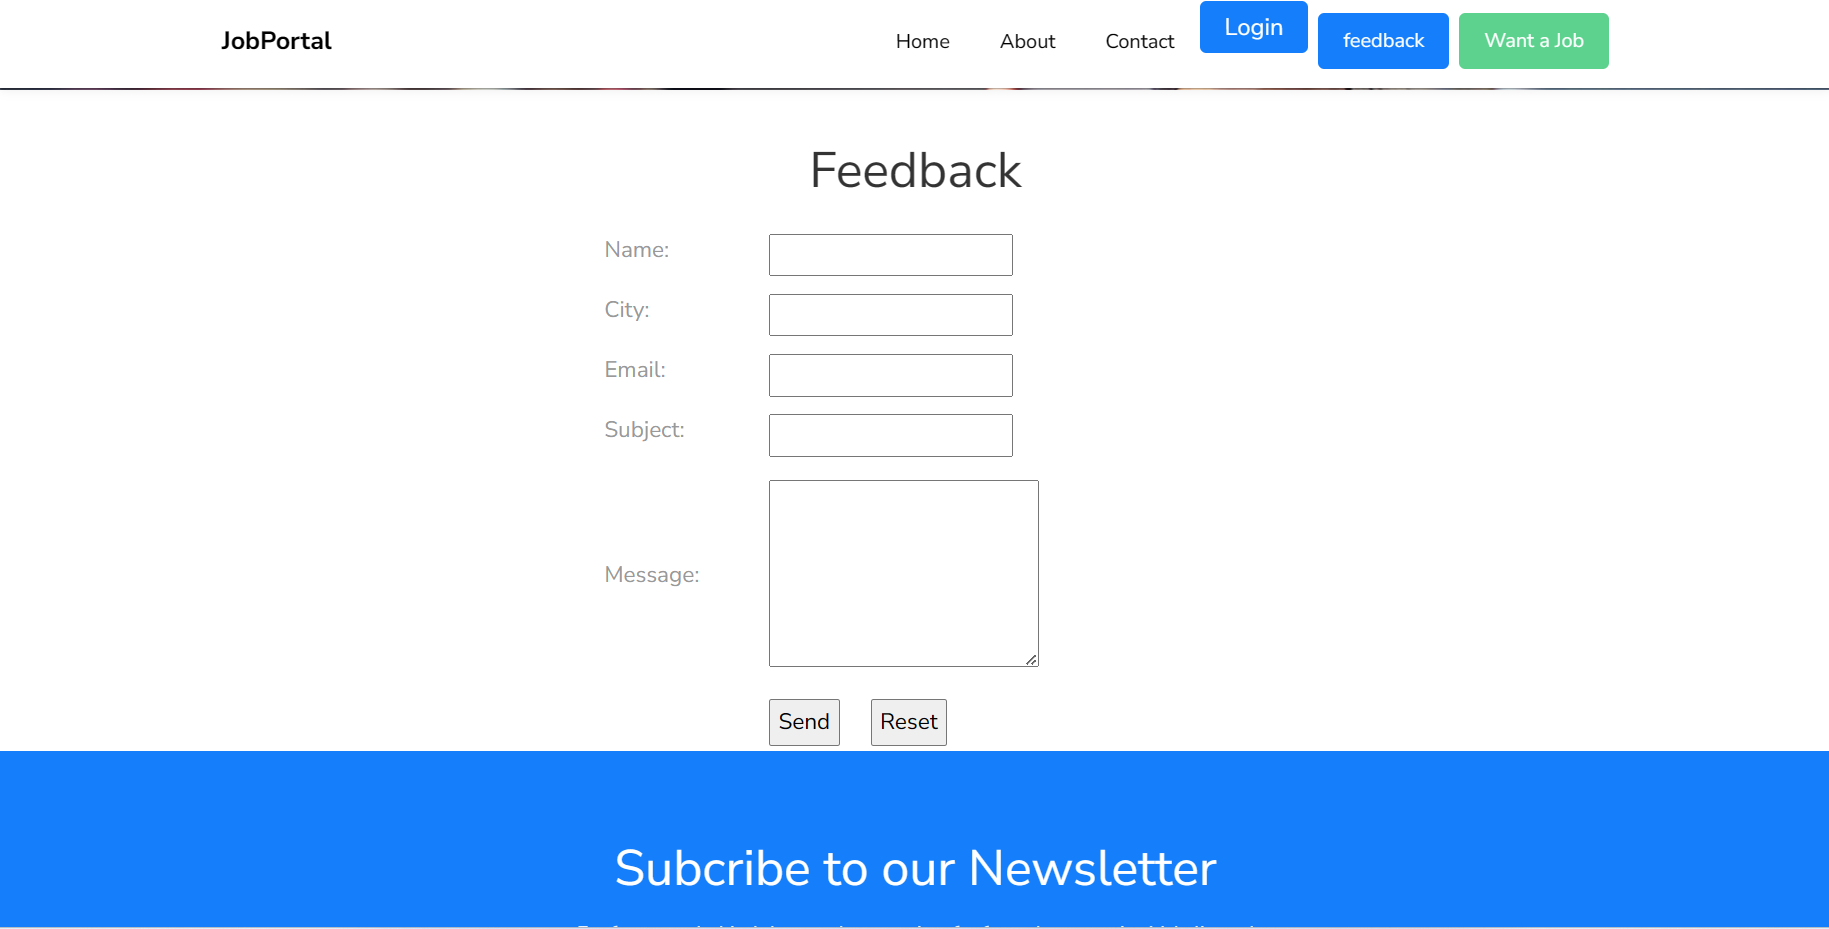 JobPortal Home About Contact Login feedback Want a Job
Feedback
Name:
City:
Email:
Subject:
Message:
Send Reset
Subcribe to our Newsletter